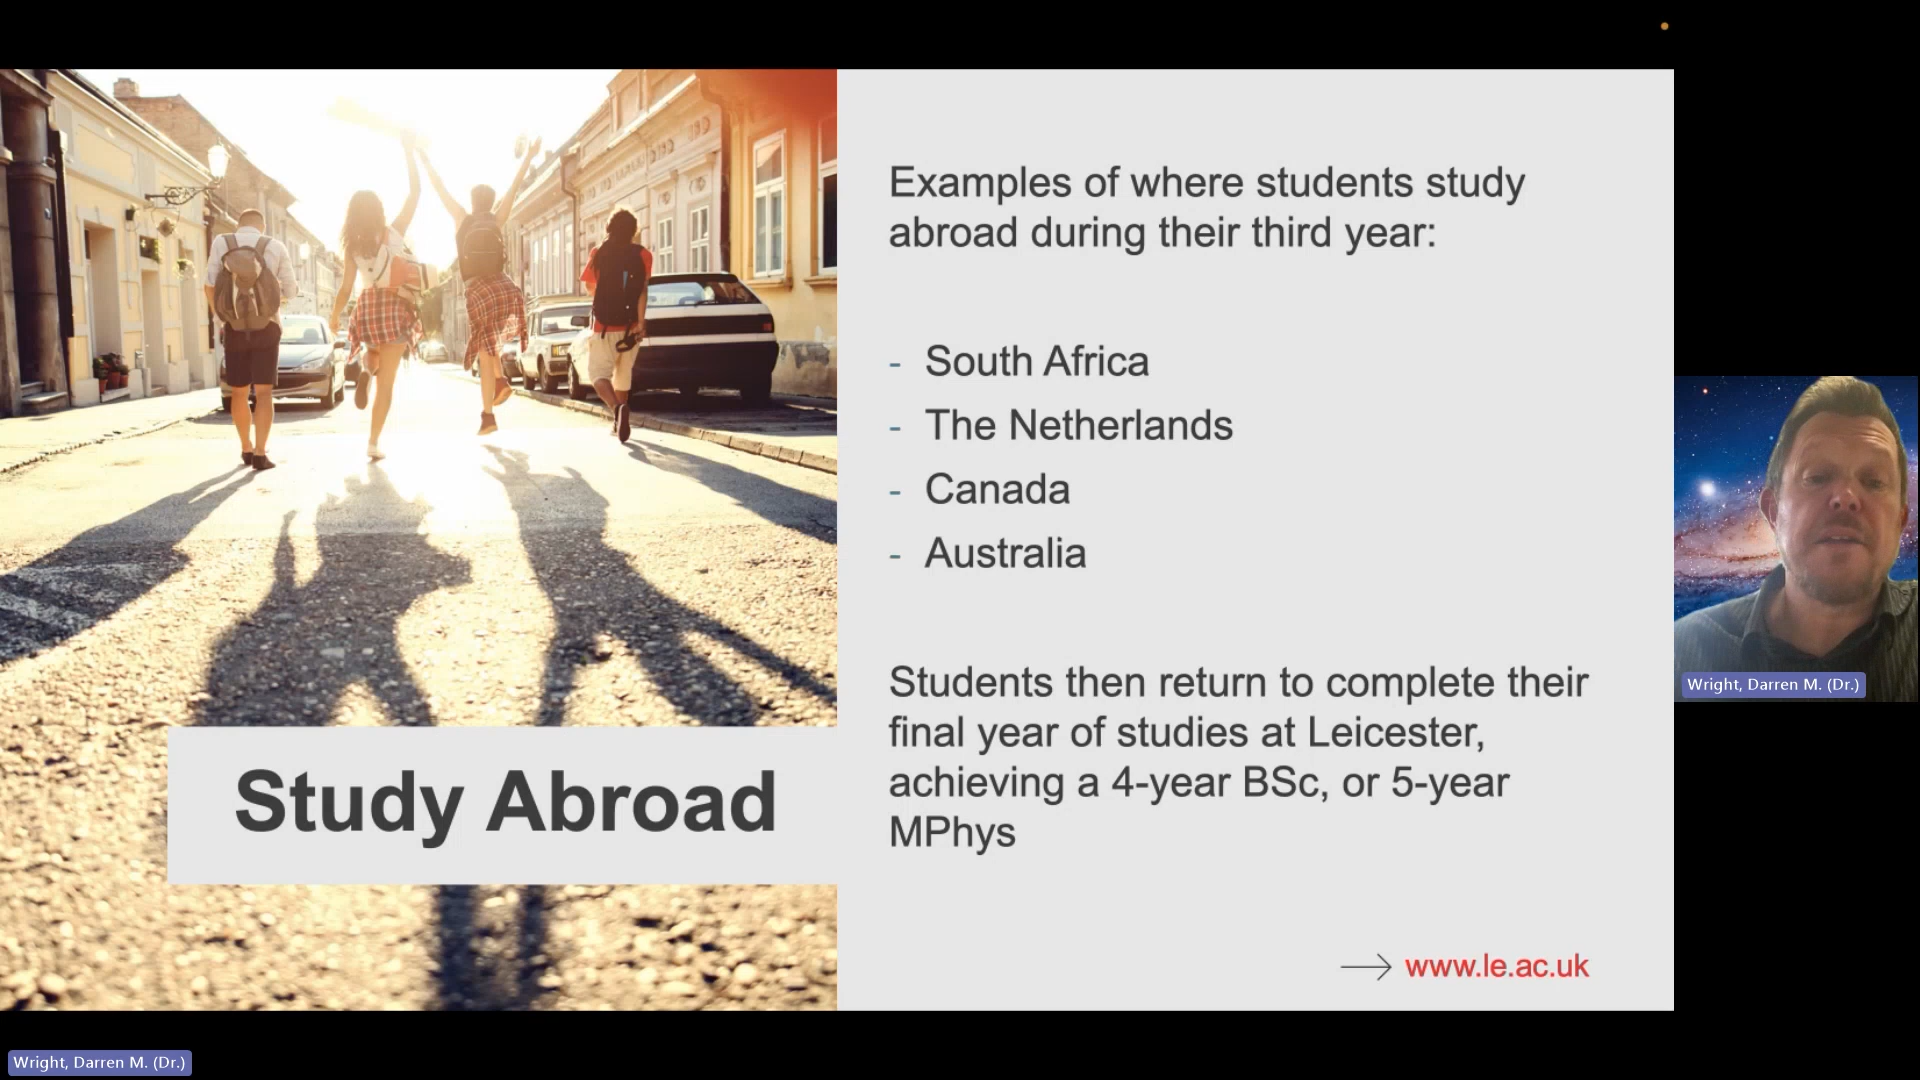 Examples of where students study
abroad during their third year:
- South Africa
- The Netherlands
- Canada
- Australia
Students then return to complete their
final year of studies at Leicester,
achieving a 4-year BSc, or 5-year
MPhys
Study Abroad
www.le.ac.uk
Wright, Darren M. (Dr.)
Wright, Darren M. (Dr.)